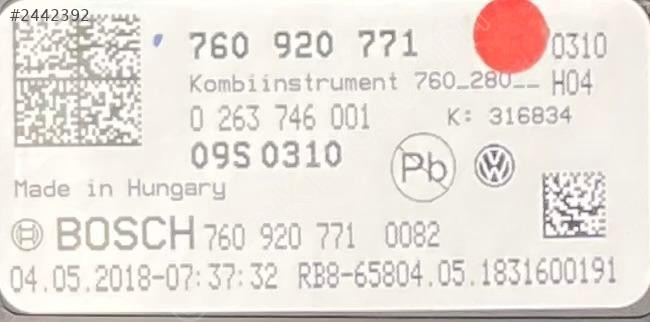 #2442392
760 920 771 0310
Kombiinstrument 760_280__ H04
0 263 746 001 K: 316834
09S 0310
Pb
VW
Made in Hungary
BOSCH 760 920 771 0082
04.05.2018-07:37:32 RB8-65804.05.1831600191